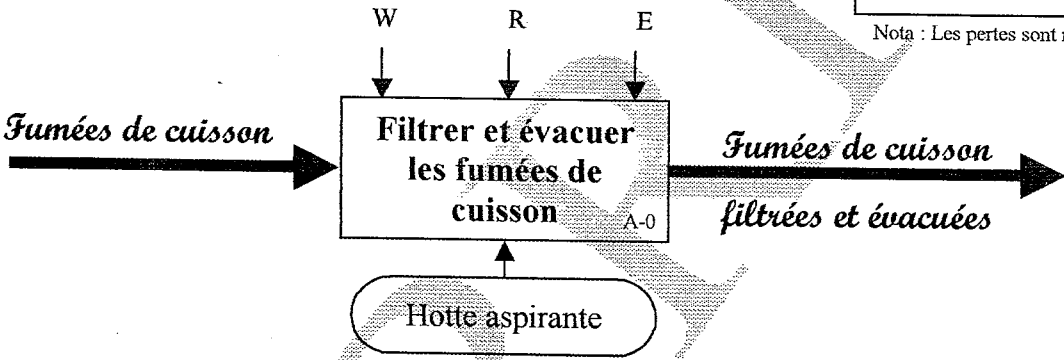 W R E
Nota : Les pertes sont
Fumées de cuisson
Filtrer et évacuer
les fumées de
cuisson
A-0
Fumées de cuisson
filtrées et évacuées
Hotte aspirante